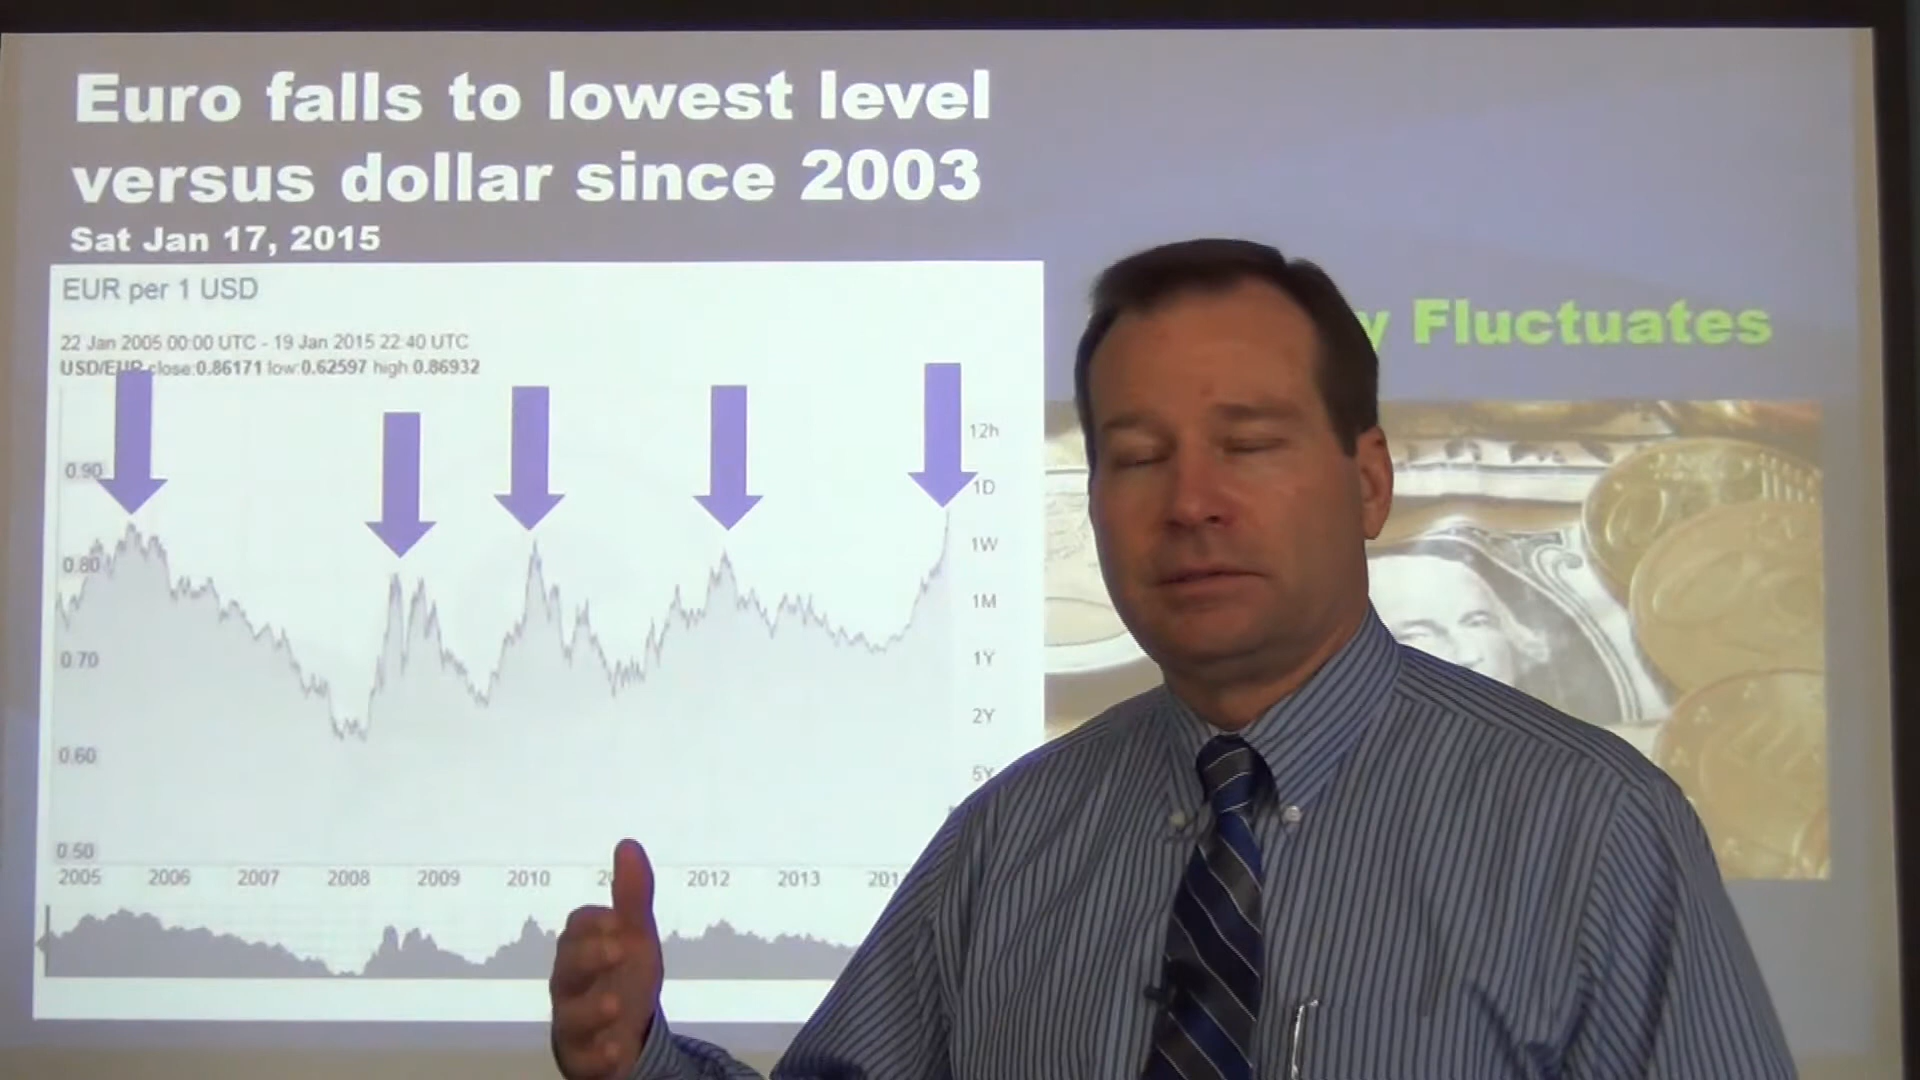 Euro falls to lowest level
versus dollar since 2003
Sat Jan 17, 2015
EUR per 1 USD
22 Jan 2005 00:00 UTC - 19 Jan 2015 22:40 UTC
USD/EUR close:0.86171 low:0.62597 high 0.86932
y Fluctuates
12h
0.90
1D
1W
0.80
1M
0.70
1Y
2Y
0.60
5Y
0.50
2005 2006 2007 2008 2009 2010 2012 2013